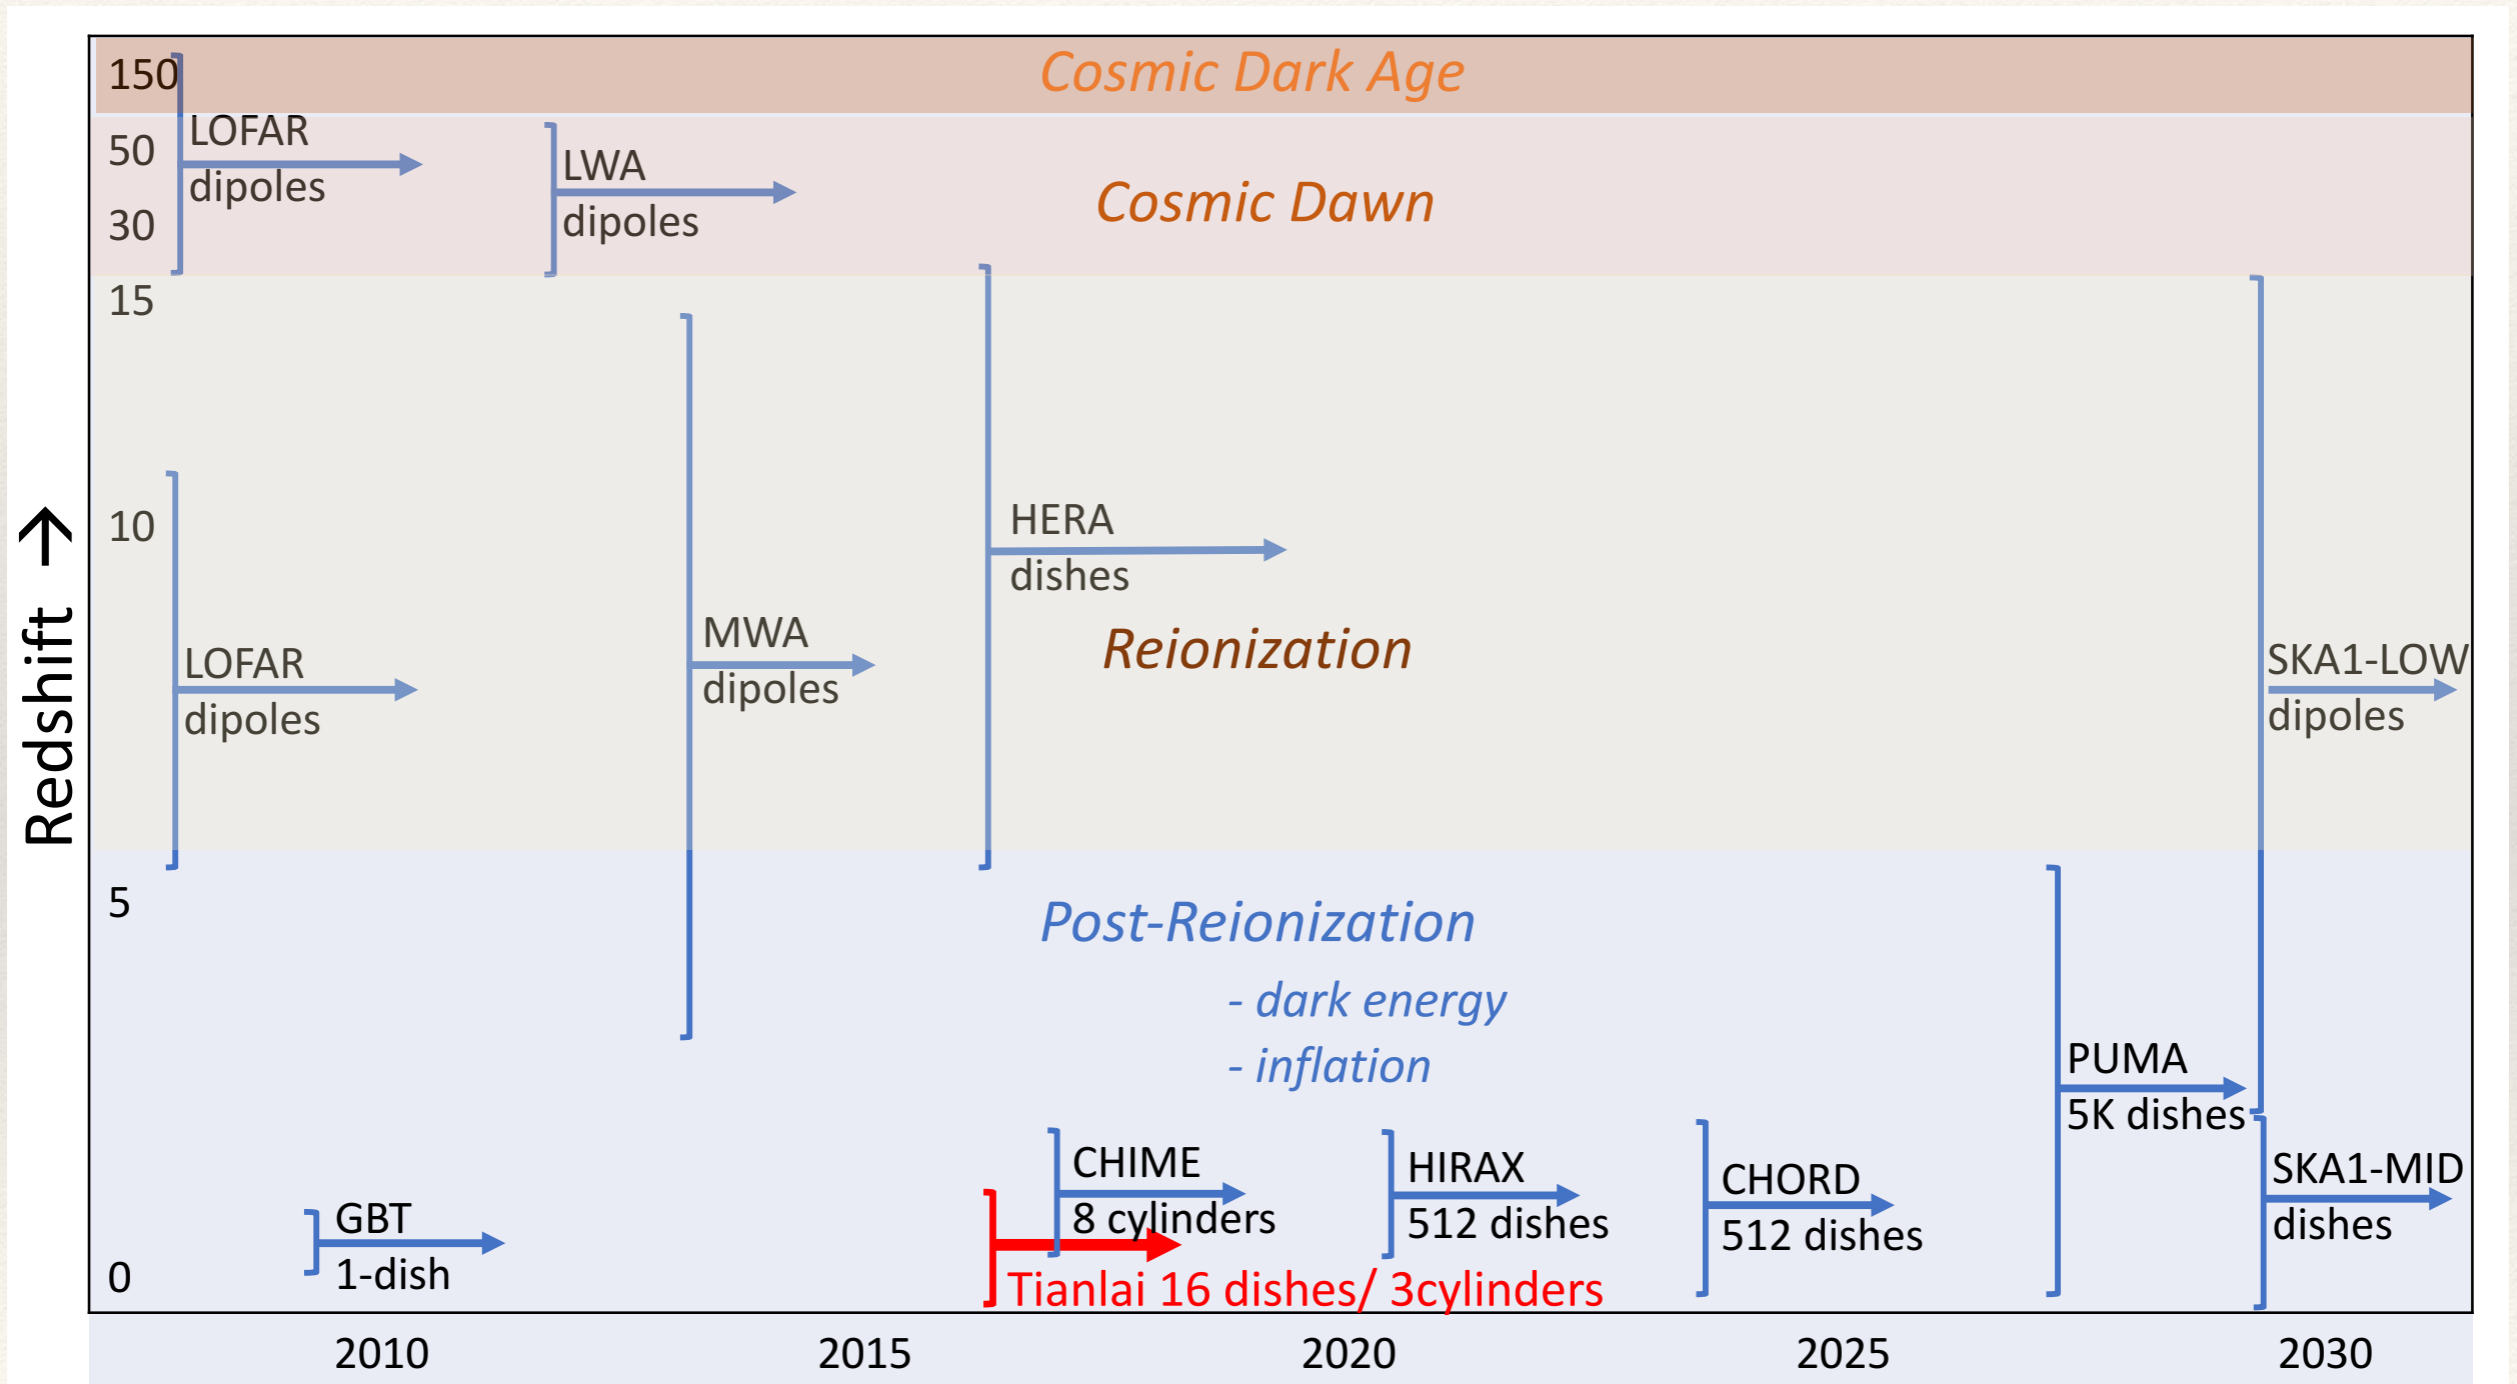 Redshift →
150
Cosmic Dark Age
50
LOFAR
dipoles
LWA
dipoles
30
Cosmic Dawn
15
10
HERA
dishes
LOFAR
dipoles
MWA
dipoles
Reionization
SKA1-LOW
dipoles
5
Post-Reionization
- dark energy
- inflation
PUMA
5K dishes
CHIME
8 cylinders
HIRAX
512 dishes
CHORD
512 dishes
SKA1-MID
dishes
GBT
1-dish
0
Tianlai 16 dishes/ 3cylinders
2010 2015 2020 2025 2030